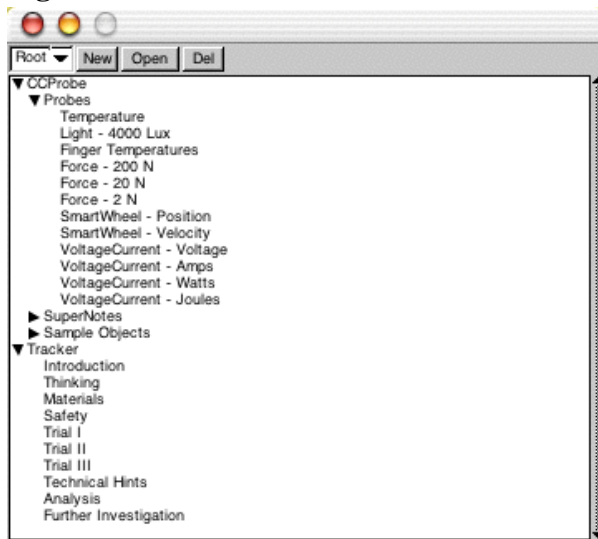 Root New Open Del
CCProbe
Probes
Temperature
Light - 4000 Lux
Finger Temperatures
Force - 200 N
Force - 20 N
Force - 2 N
SmartWheel - Position
SmartWheel - Velocity
VoltageCurrent - Voltage
VoltageCurrent - Amps
VoltageCurrent - Watts
VoltageCurrent - Joules
SuperNotes
Sample Objects
Tracker
Introduction
Thinking
Materials
Safety
Trial I
Trial II
Trial III
Technical Hints
Analysis
Further Investigation